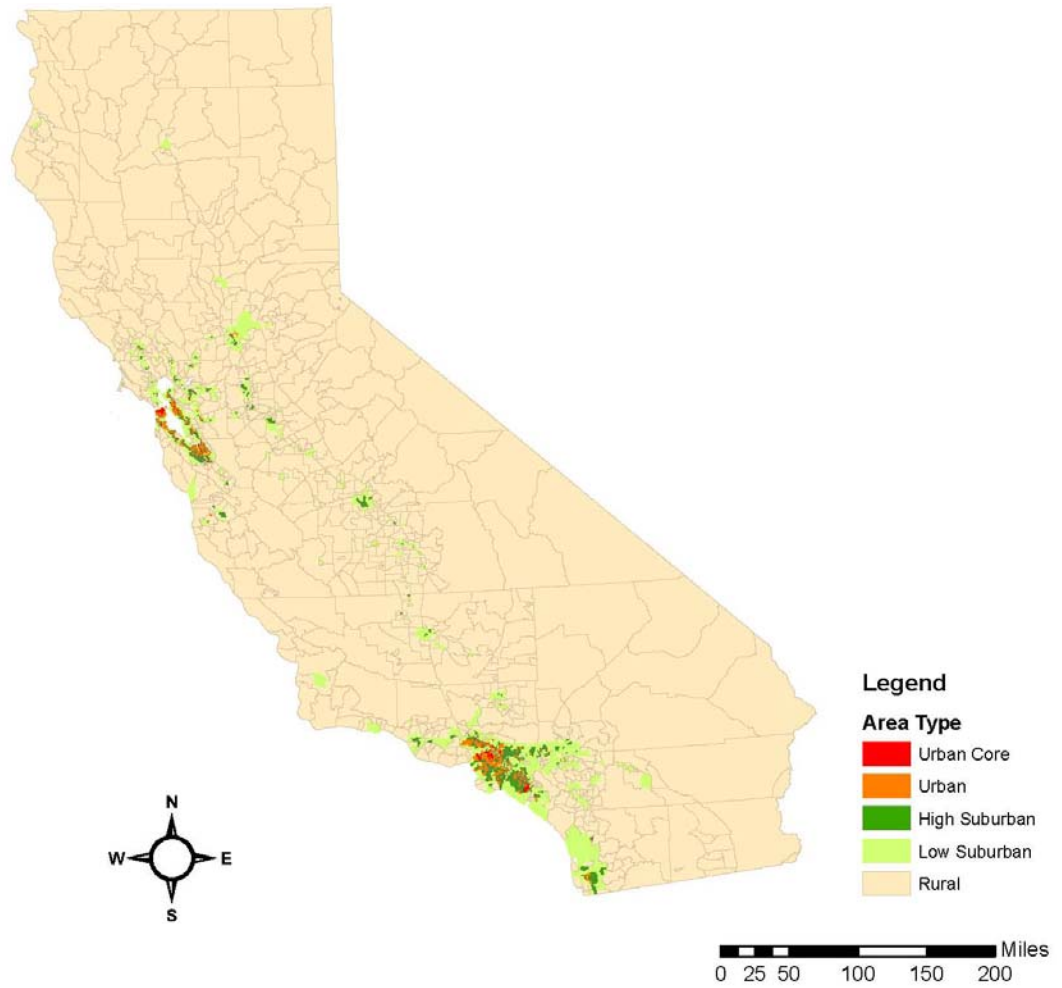 Legend
Area Type
Urban Core
Urban
High Suburban
Low Suburban
Rural
N
W E
S
Miles
0 25 50 100 150 200